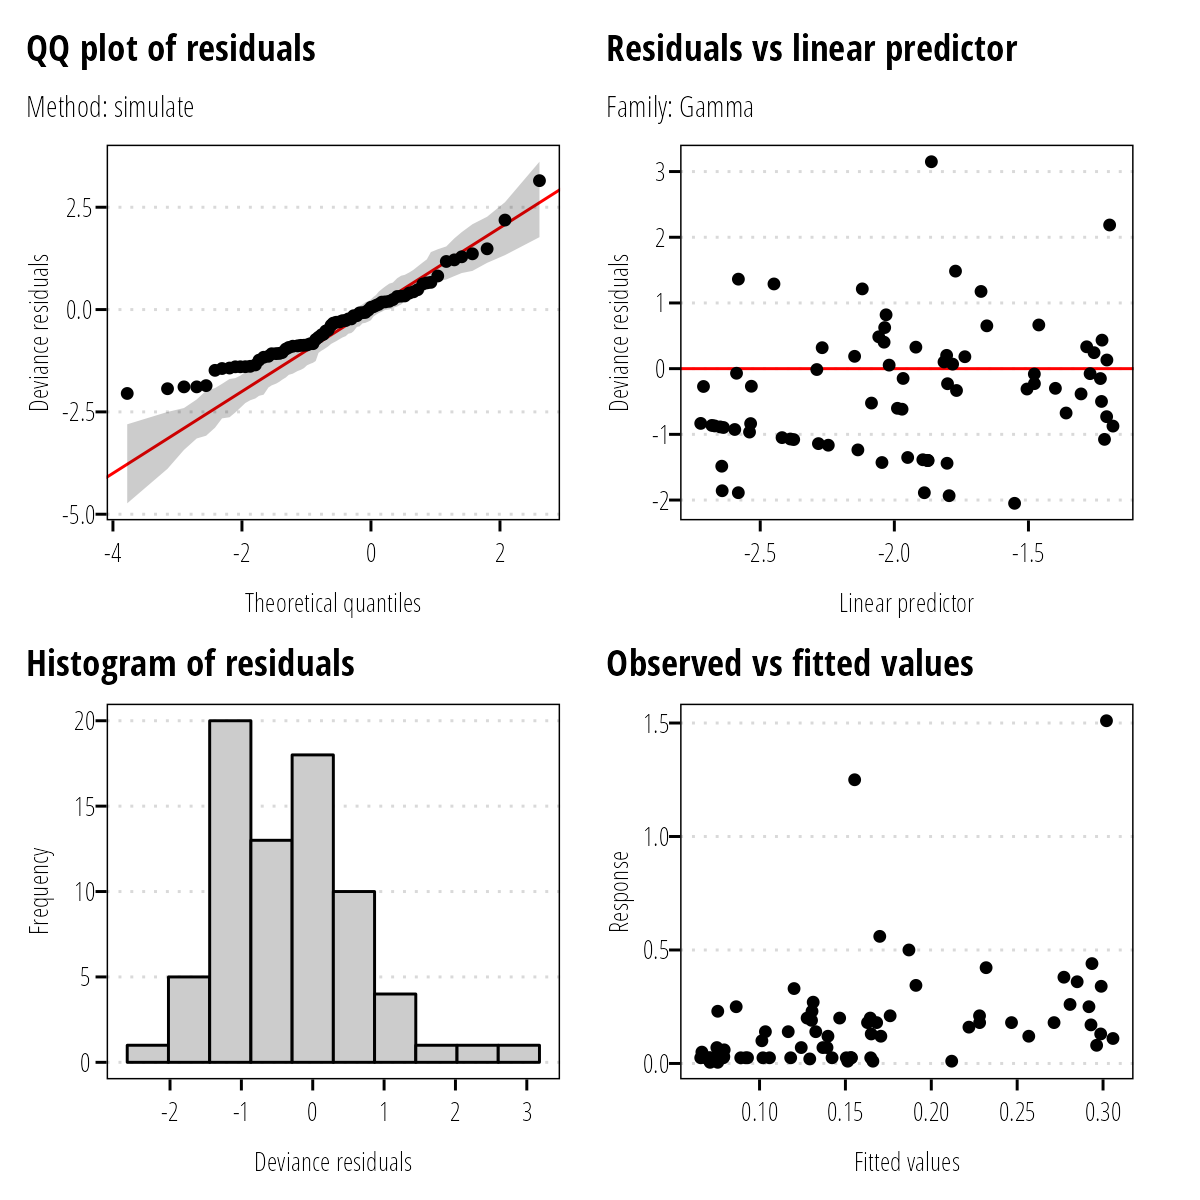 QQ plot of residuals
Method: simulate
Deviance residuals
2.5
0.0
-2.5
-5.0
-4
-2
0
2
Theoretical quantiles
Residuals vs linear predictor
Family: Gamma
Deviance residuals
3
2
1
0
-1
-2
-2.5
-2.0
-1.5
Linear predictor
Histogram of residuals
Frequency
20
15
10
5
0
-2
-1
0
1
2
3
Deviance residuals
Observed vs fitted values
Response
1.5
1.0
0.5
0.0
0.10
0.15
0.20
0.25
0.30
Fitted values